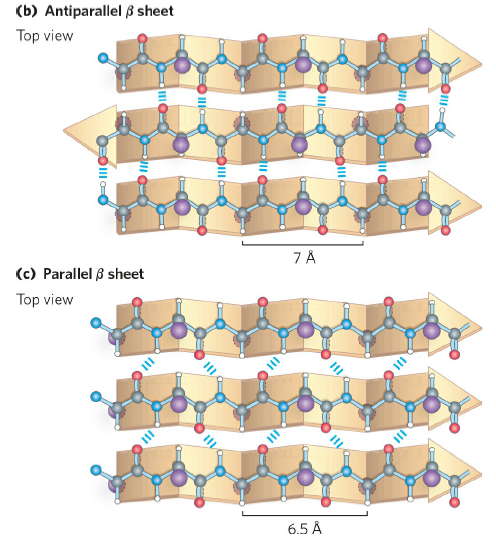 (b) Antiparallel β sheet
Top view
7 Å
(c) Parallel β sheet
Top view
6.5 Å